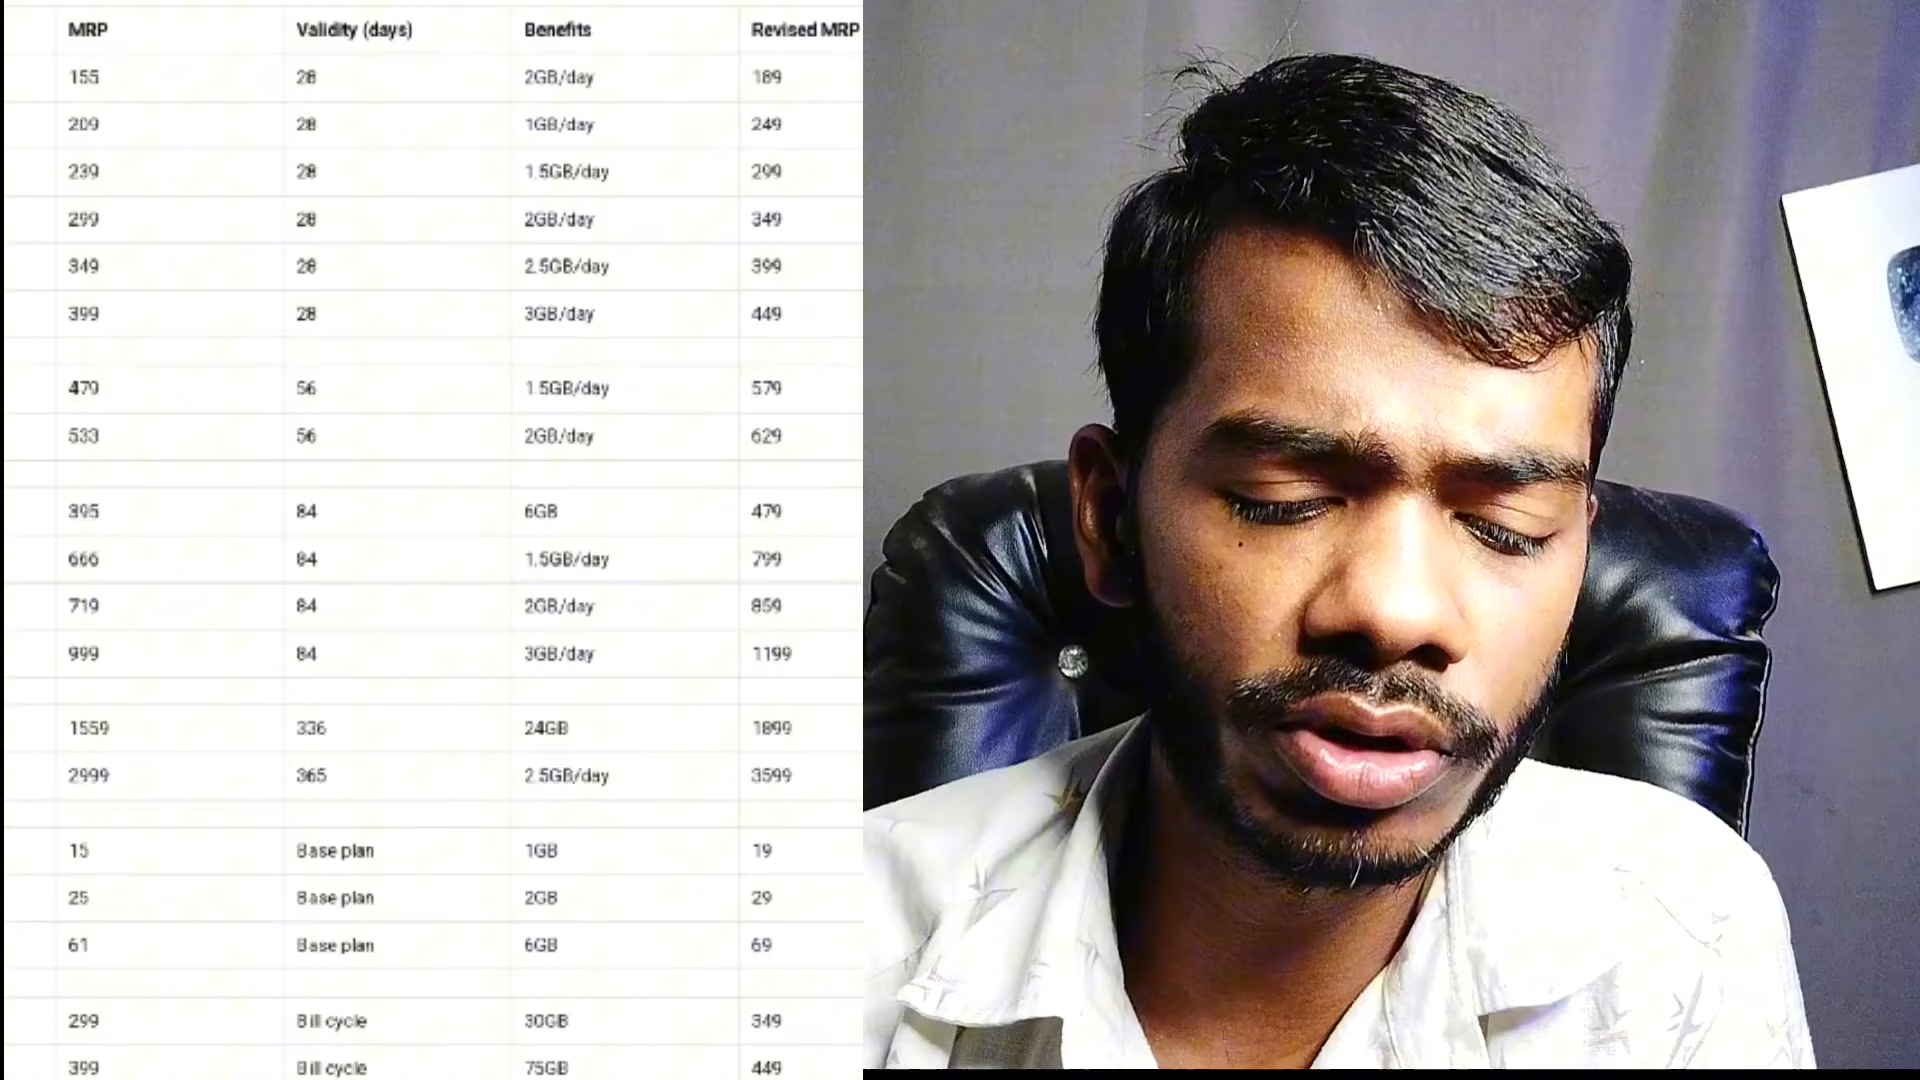 MRP Validity (days) Benefits Revised MRP
155 28 2GB/day 189
209 28 1GB/day 249
239 28 1.5GB/day 299
299 28 2GB/day 349
349 28 2.5GB/day 399
399 28 3GB/day 449
479 56 1.5GB/day 579
533 56 2GB/day 629
395 84 6GB 479
666 84 1.5GB/day 799
719 84 2GB/day 859
999 84 3GB/day 1199
1559 336 24GB 1899
2999 365 2.5GB/day 3599
15 Base plan 1GB 19
25 Base plan 2GB 29
61 Base plan 6GB 69
299 Bill cycle 30GB 349
399 Bill cycle 75GB 449